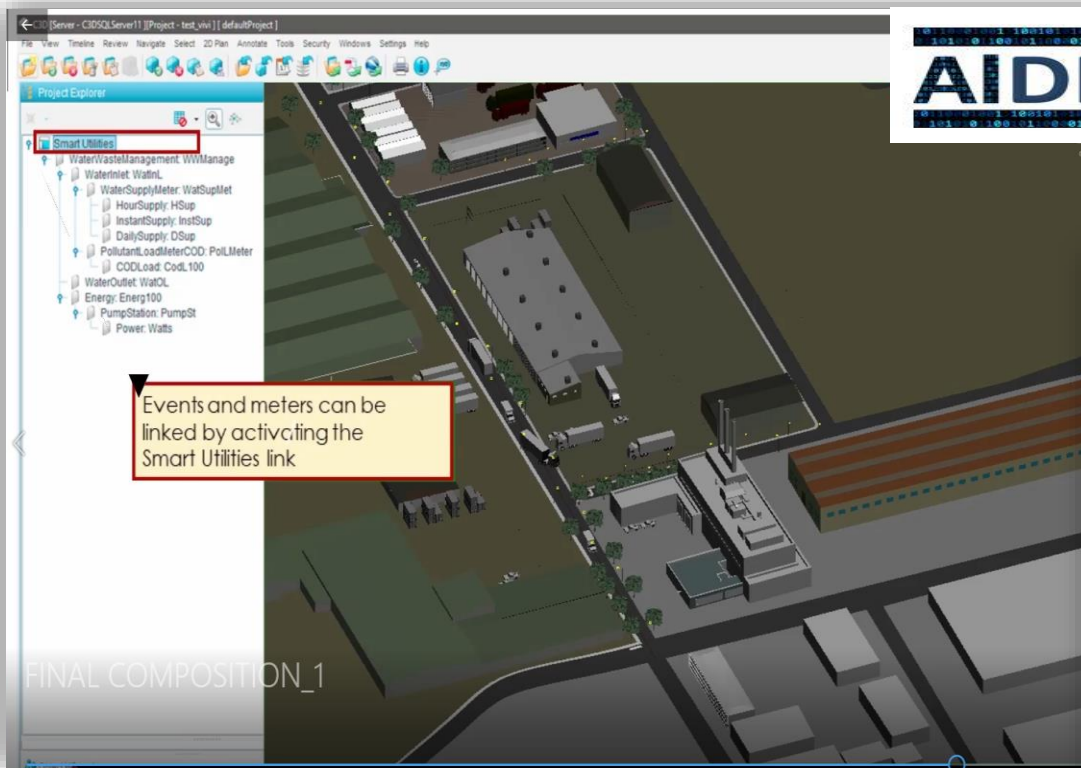 C3D [Server - C3DSQLServer11 ][Project - test_vivi ] [ defaultProject ]
File View Timeline Review Navigate Select 2D Plan Annotate Tools Security Windows Settings Help
AID
Project Explorer
Smart Utilities
WaterWasteManagement: WWManage
WaterInlet: WatInL
WaterSupplyMeter: WatSupMet
HourSupply: HSup
InstantSupply: InstSup
DailySupply: DSup
PollutantLoadMeterCOD: PolLMeter
CODLoad: CodL100
WaterOutlet: WatOL
Energy: Energ100
PumpStation: PumpSt
Power: Watts
Events and meters can be
linked by activating the
Smart Utilities link
FINAL COMPOSITION_1